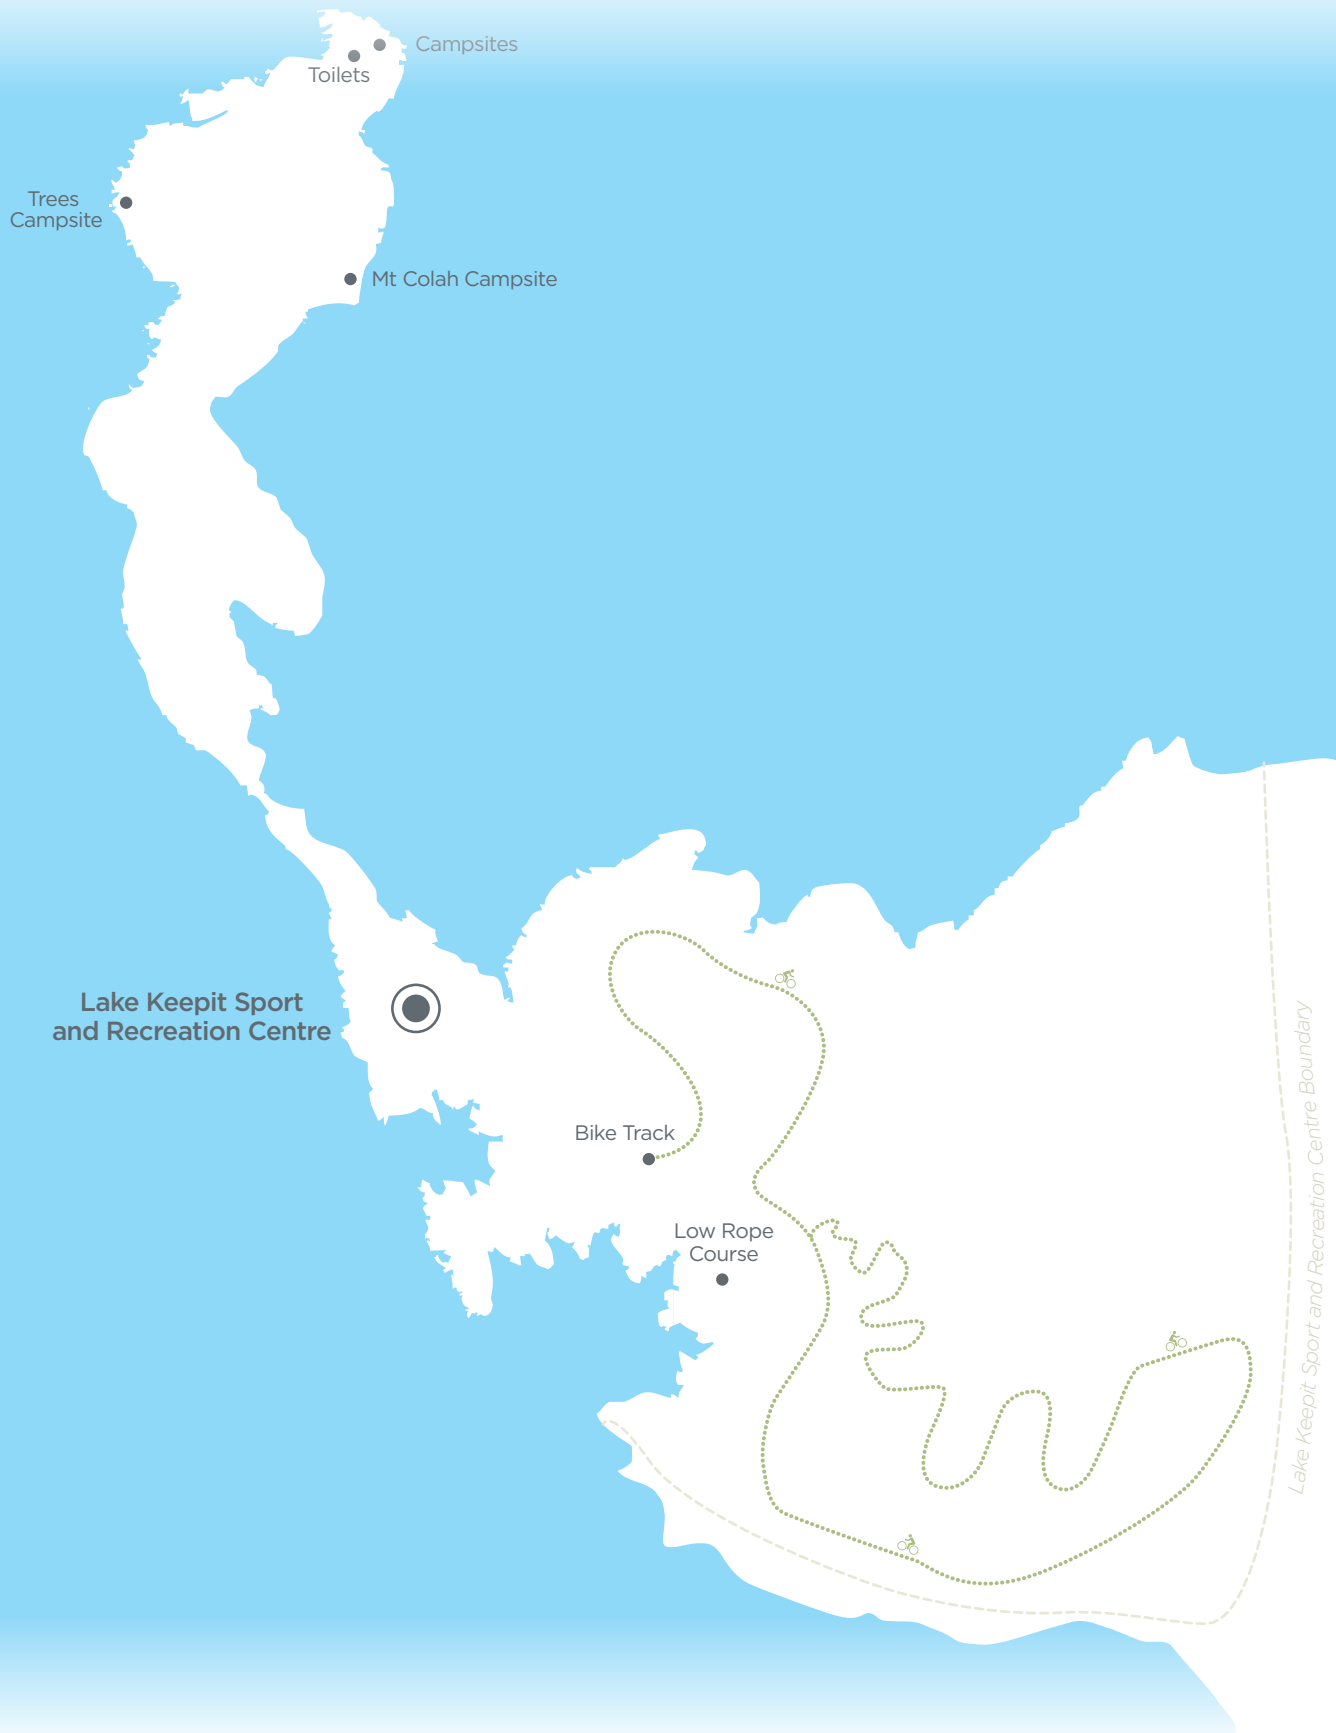 Campsites
Toilets
Trees
Campsite
Mt Colah Campsite
Lake Keepit Sport
and Recreation Centre
Bike Track
Low Rope
Course
Lake Keepit Sport and Recreation Centre Boundary